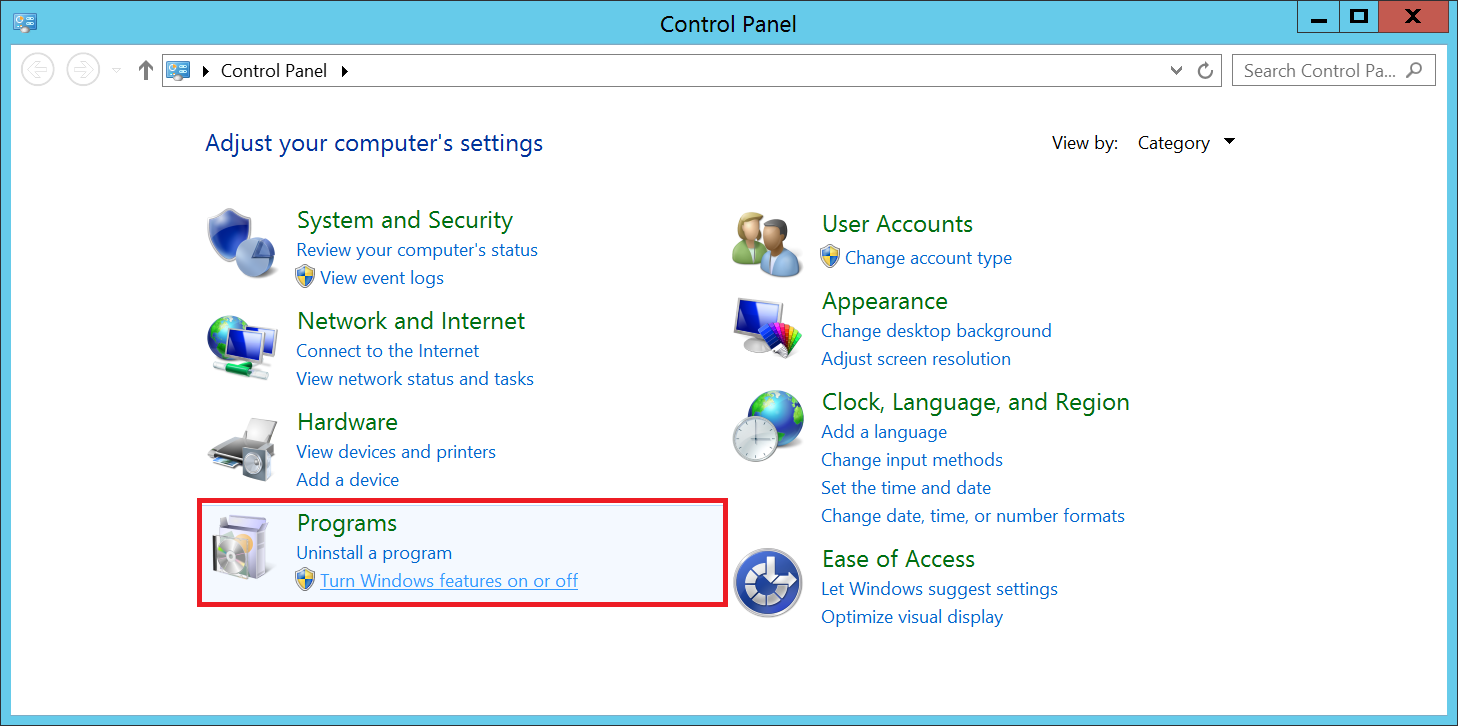 Control Panel
Control Panel
Search Control Pa...
Adjust your computer's settings
View by: Category
System and Security
Review your computer's status
View event logs
Network and Internet
Connect to the Internet
View network status and tasks
Hardware
View devices and printers
Add a device
Programs
Uninstall a program
Turn Windows features on or off
User Accounts
Change account type
Appearance
Change desktop background
Adjust screen resolution
Clock, Language, and Region
Add a language
Change input methods
Set the time and date
Change date, time, or number formats
Ease of Access
Let Windows suggest settings
Optimize visual display